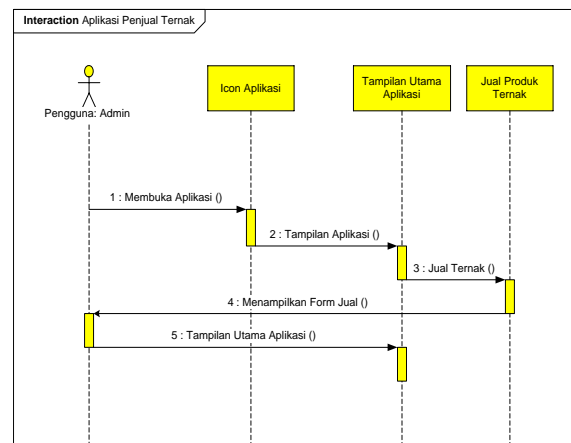 Interaction Aplikasi Penjual Ternak
Pengguna: Admin
Icon Aplikasi
Tampilan Utama
Aplikasi
Jual Produk
Ternak
1 : Membuka Aplikasi ()
2 : Tampilan Aplikasi ()
3 : Jual Ternak ()
4 : Menampilkan Form Jual ()
5 : Tampilan Utama Aplikasi ()